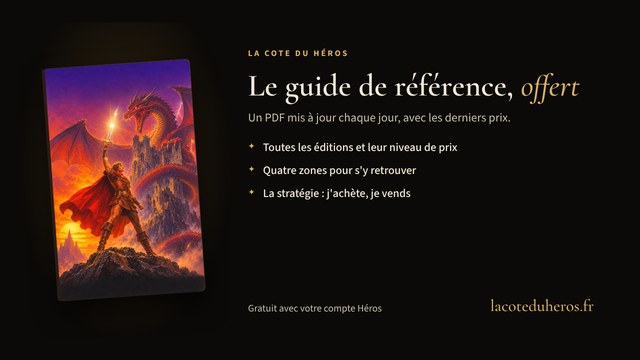 LA COTE DU HÉROS
Le guide de référence, offert
Un PDF mis à jour chaque jour, avec les derniers prix.
Toutes les éditions et leur niveau de prix
Quatre zones pour s'y retrouver
La stratégie : j'achète, je vends
Gratuit avec votre compte Héros
lacoteduheros.fr